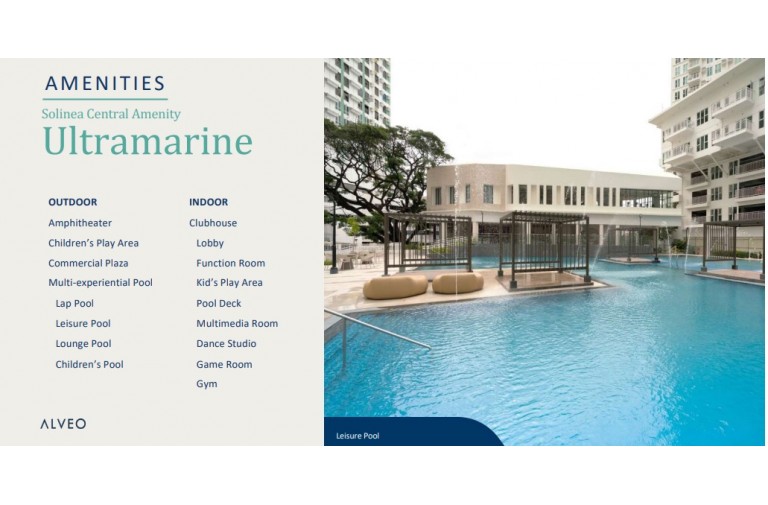 AMENITIES
Solinea Central Amenity
Ultramarine
OUTDOOR
Amphitheater
Children’s Play Area
Commercial Plaza
Multi-experiential Pool
Lap Pool
Leisure Pool
Lounge Pool
Children’s Pool
INDOOR
Clubhouse
Lobby
Function Room
Kid’s Play Area
Pool Deck
Multimedia Room
Dance Studio
Game Room
Gym
ALVEO
Leisure Pool